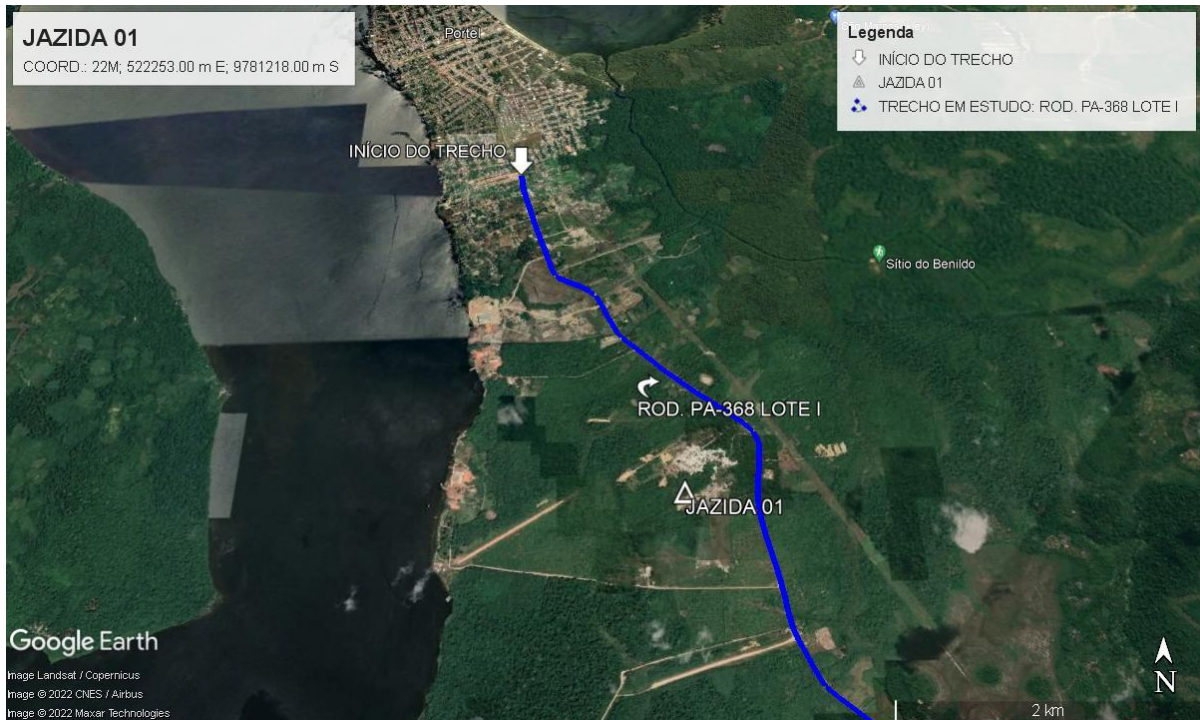 JAZIDA 01
COORD.: 22M; 522253.00 m E; 9781218.00 m S
Legenda
INÍCIO DO TRECHO
JAZIDA 01
TRECHO EM ESTUDO: ROD. PA-368 LOTE I
Portel
INÍCIO DO TRECHO
Sítio do Benildo
ROD. PA-368 LOTE I
JAZIDA 01
Google Earth
Image Landsat / Copernicus
Image © 2022 CNES / Airbus
Image © 2022 Maxar Technologies
N
2 km